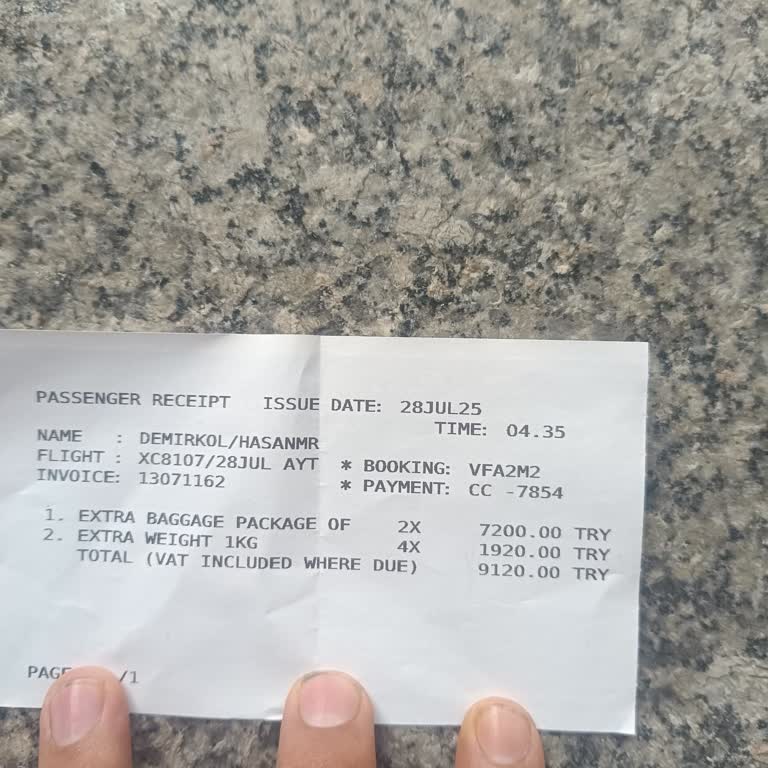 PASSENGER RECEIPT ISSUE DATE: 28JUL25
TIME: 04.35
NAME : DEMIRKOL/HASANMR
FLIGHT : XC8107/28JUL AYT * BOOKING: VFA2M2
INVOICE: 13071162 * PAYMENT: CC -7854
1. EXTRA BAGGAGE PACKAGE OF 2X 7200.00 TRY
2. EXTRA WEIGHT 1KG 4X 1920.00 TRY
TOTAL (VAT INCLUDED WHERE DUE) 9120.00 TRY
/1